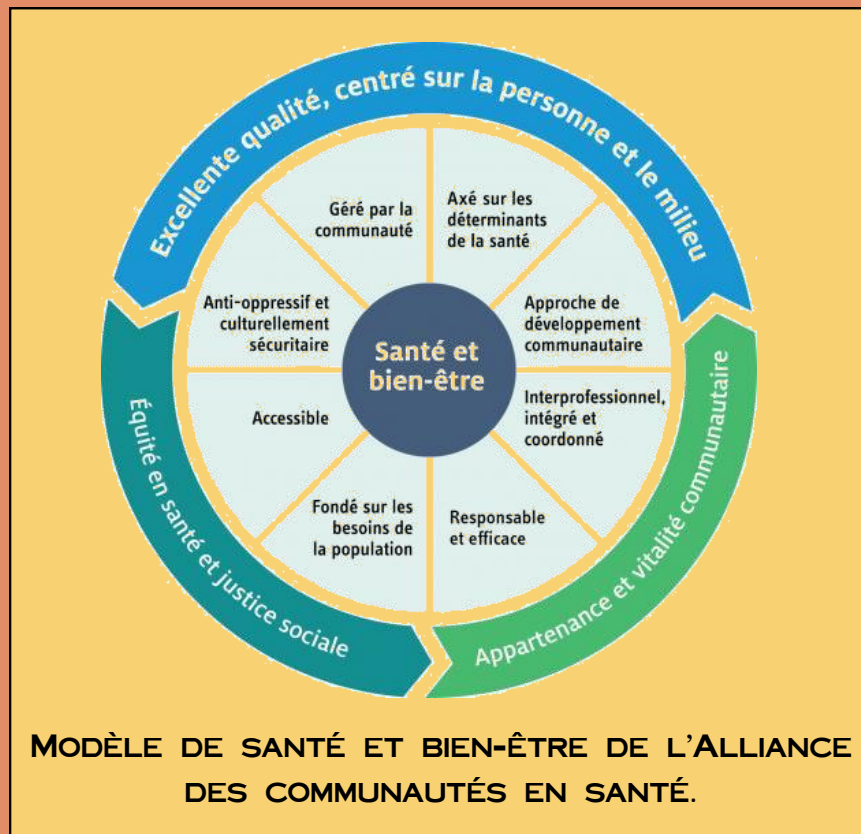 Excellente qualité, centré sur la personne et le milieu
Géré par la
communauté
Axé sur les
déterminants
de la santé
Anti-oppressif et
culturellement
sécuritaire
Approche de
développement
communautaire
Santé et
bien-être
Accessible
Interprofessionnel,
intégré et
coordonné
Fondé sur les
besoins de
la population
Responsable
et efficace
Équité en santé et justice sociale
Appartenance et vitalité communautaire
MODÈLE DE SANTÉ ET BIEN-ÊTRE DE L'ALLIANCE
DES COMMUNAUTÉS EN SANTÉ.